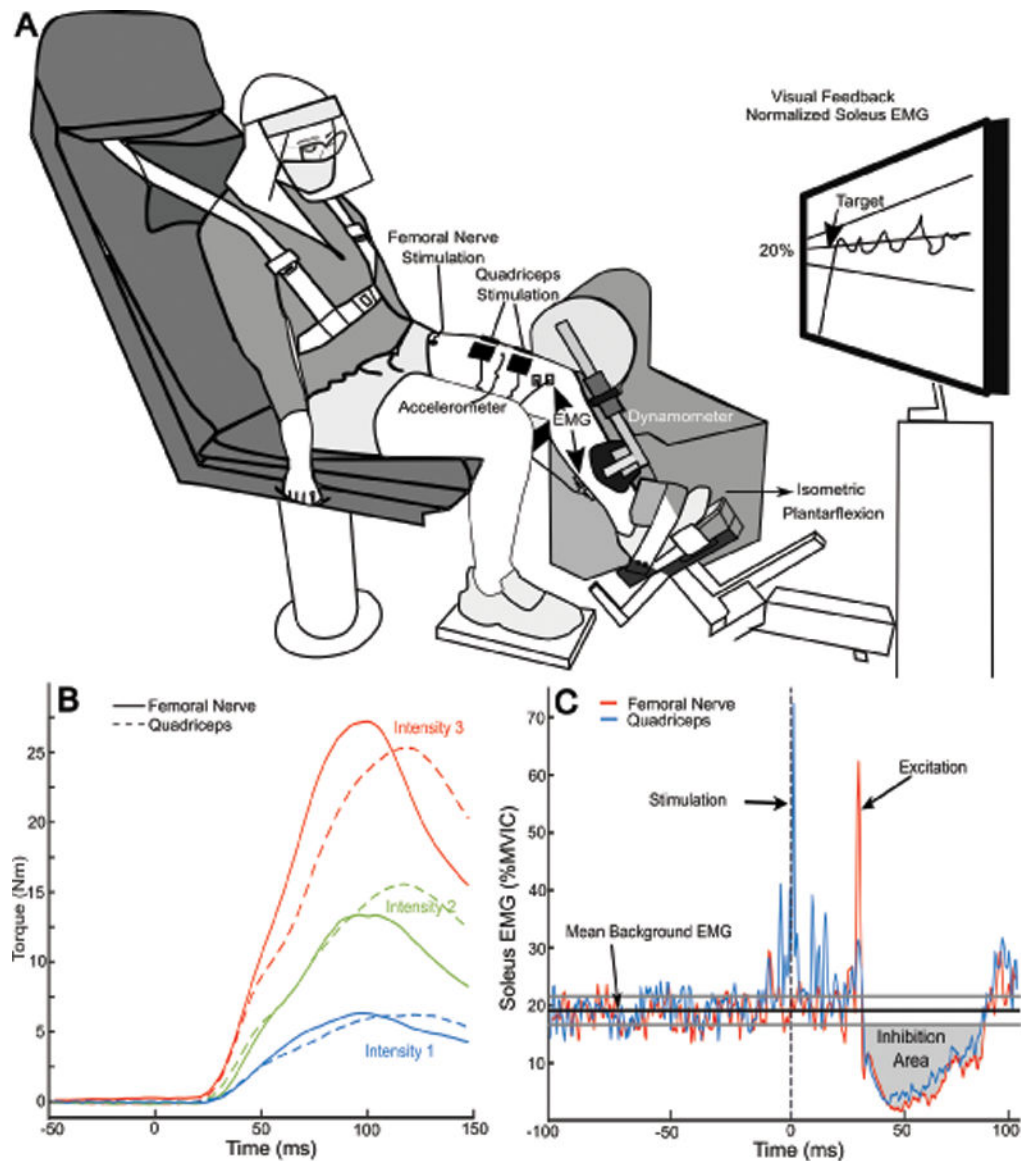 A
Visual Feedback
Normalized Soleus EMG
Target
20%
Femoral Nerve
Stimulation
Quadriceps
Stimulation
Accelerometer
EMG
Dynamometer
Isometric
Plantarflexion
B
Femoral Nerve
Quadriceps
Intensity 3
Intensity 2
Intensity 1
Torque (Nm)
25
20
15
10
5
0
-50
0
50
100
150
Time (ms)
C
Femoral Nerve
Quadriceps
Stimulation
Excitation
Mean Background EMG
Inhibition
Area
Soleus EMG (%MVIC)
70
60
50
40
30
20
10
-100
-50
0
50
100
Time (ms)